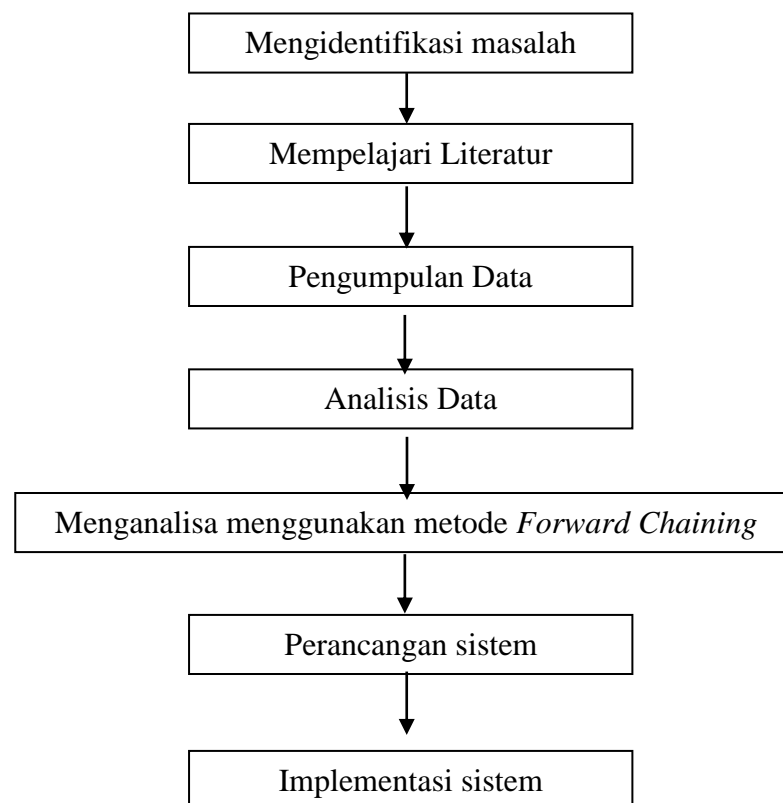 Mengidentifikasi masalah
Mempelajari Literatur
Pengumpulan Data
Analisis Data
Menganalisa menggunakan metode Forward Chaining
Perancangan sistem
Implementasi sistem